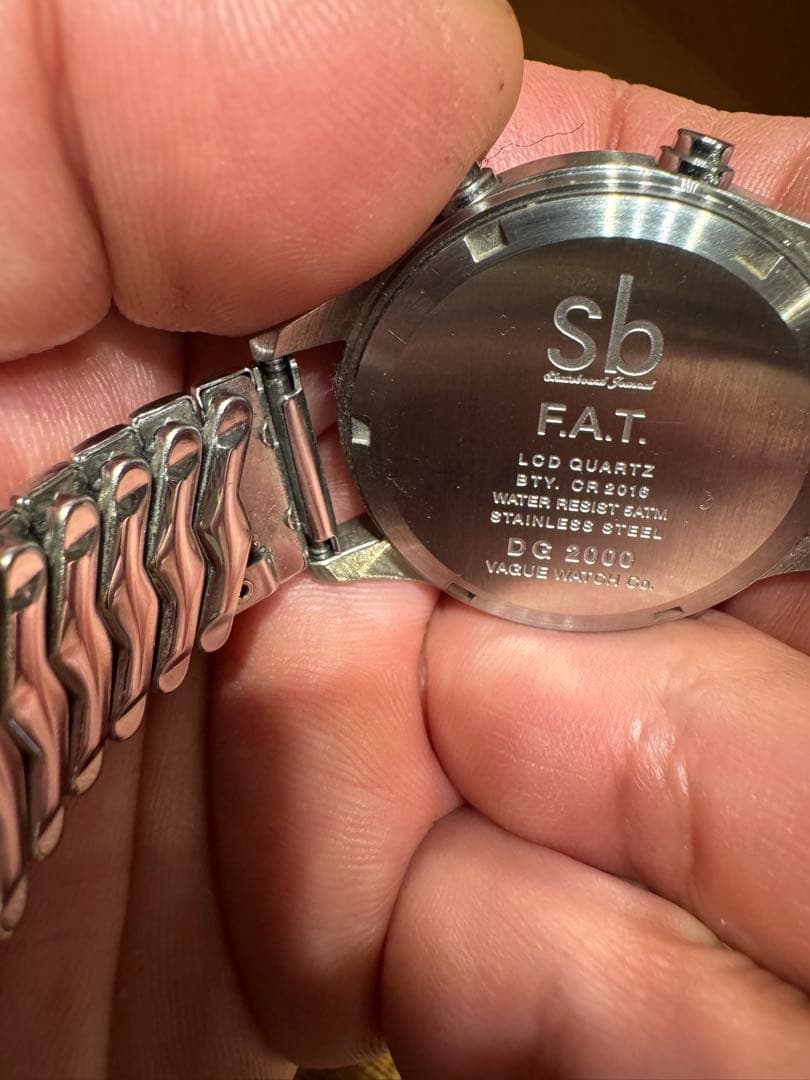 sb
Skateboard Journal
F.A.T.
LCD QUARTZ
BTY. CR 2016
WATER RESIST 5ATM
STAINLESS STEEL
DG 2000
VAGUE WATCH Co.